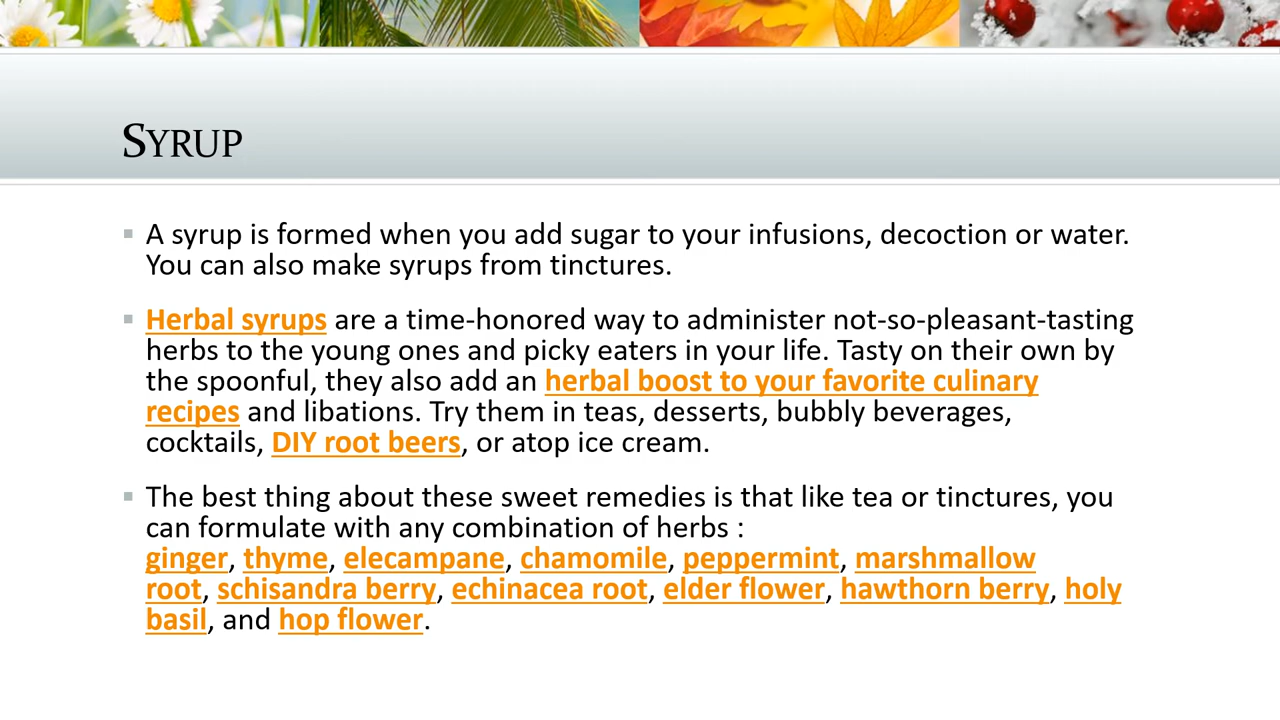 SYRUP
A syrup is formed when you add sugar to your infusions, decoction or water.
You can also make syrups from tinctures.
Herbal syrups are a time-honored way to administer not-so-pleasant-tasting
herbs to the young ones and picky eaters in your life. Tasty on their own by
the spoonful, they also add an herbal boost to your favorite culinary
recipes and libations. Try them in teas, desserts, bubbly beverages,
cocktails, DIY root beers, or atop ice cream.
The best thing about these sweet remedies is that like tea or tinctures, you
can formulate with any combination of herbs :
ginger, thyme, elecampane, chamomile, peppermint, marshmallow
root, schisandra berry, echinacea root, elder flower, hawthorn berry, holy
basil, and hop flower.